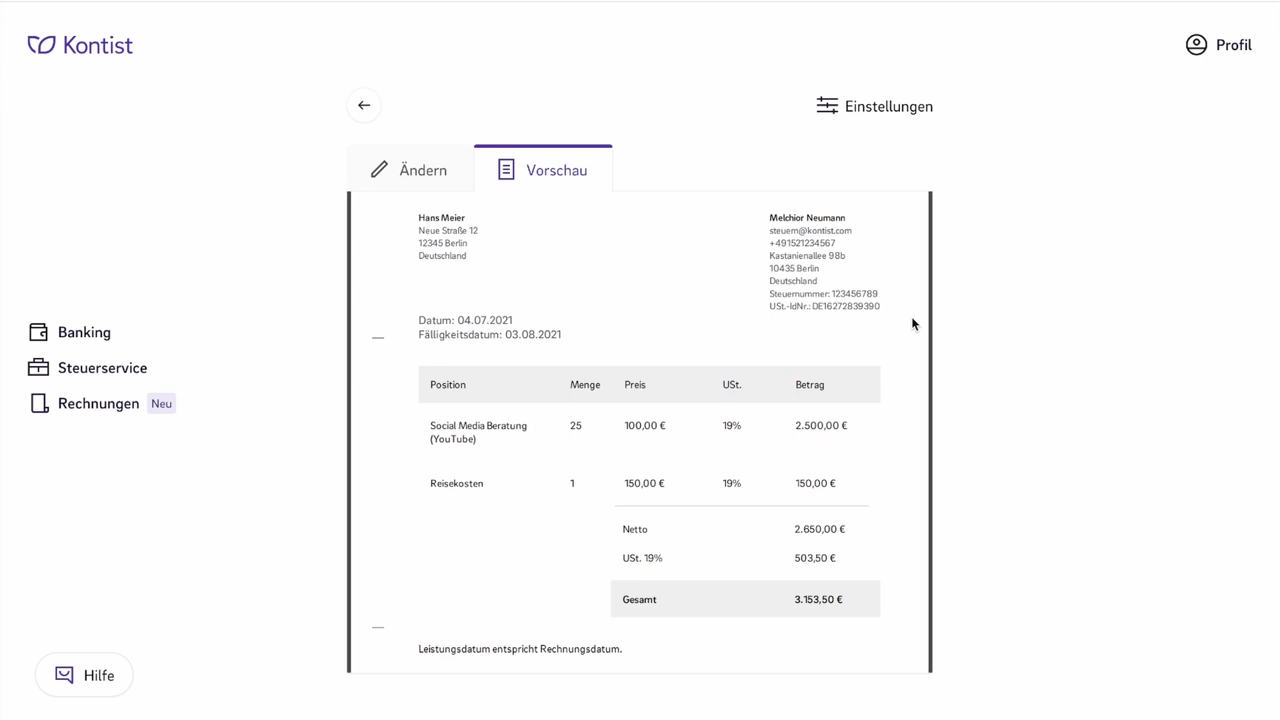 Kontist
Profil
Einstellungen
Ändern
Vorschau
Hans Meier
Neue Straße 12
12345 Berlin
Deutschland
Melchior Neumann
steuern@kontist.com
+491521234567
Kastanienallee 98b
10435 Berlin
Deutschland
Steuernummer: 123456789
USt.-IdNr.: DE16272839390
Datum: 04.07.2021
Fälligkeitsdatum: 03.08.2021
Position Menge Preis USt. Betrag
Social Media Beratung 25 100,00 € 19% 2.500,00 €
(YouTube)
Reisekosten 1 150,00 € 19% 150,00 €
Netto 2.650,00 €
USt. 19% 503,50 €
Gesamt 3.153,50 €
Leistungsdatum entspricht Rechnungsdatum.
Banking
Steuerservice
Rechnungen Neu
Hilfe